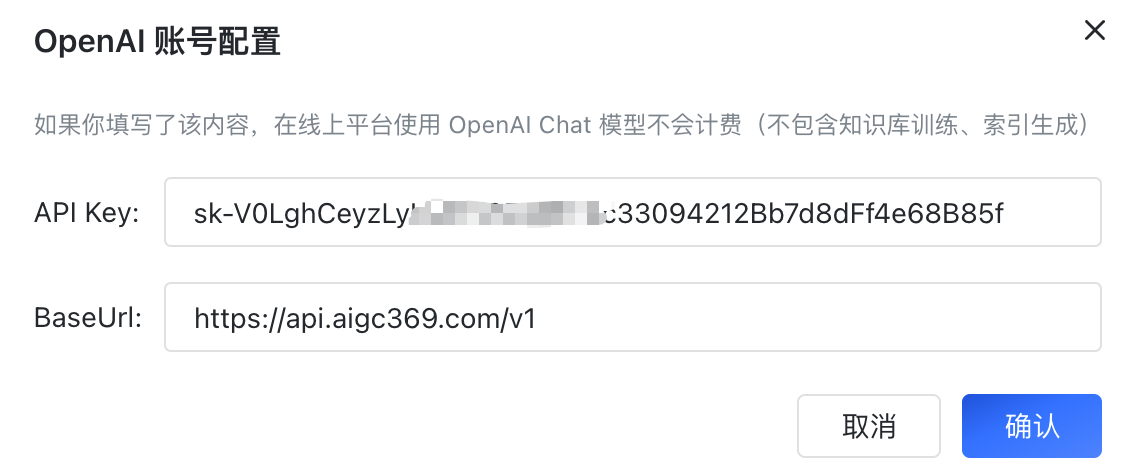 OpenAI 账号配置
如果你填写了该内容，在线上平台使用 OpenAI Chat 模型不会计费（不包含知识库训练、索引生成）
API Key: sk-V0LghCeyzLy c33094212Bb7d8dFf4e68B85f
BaseUrl: https://api.aigc369.com/v1
取消 确认